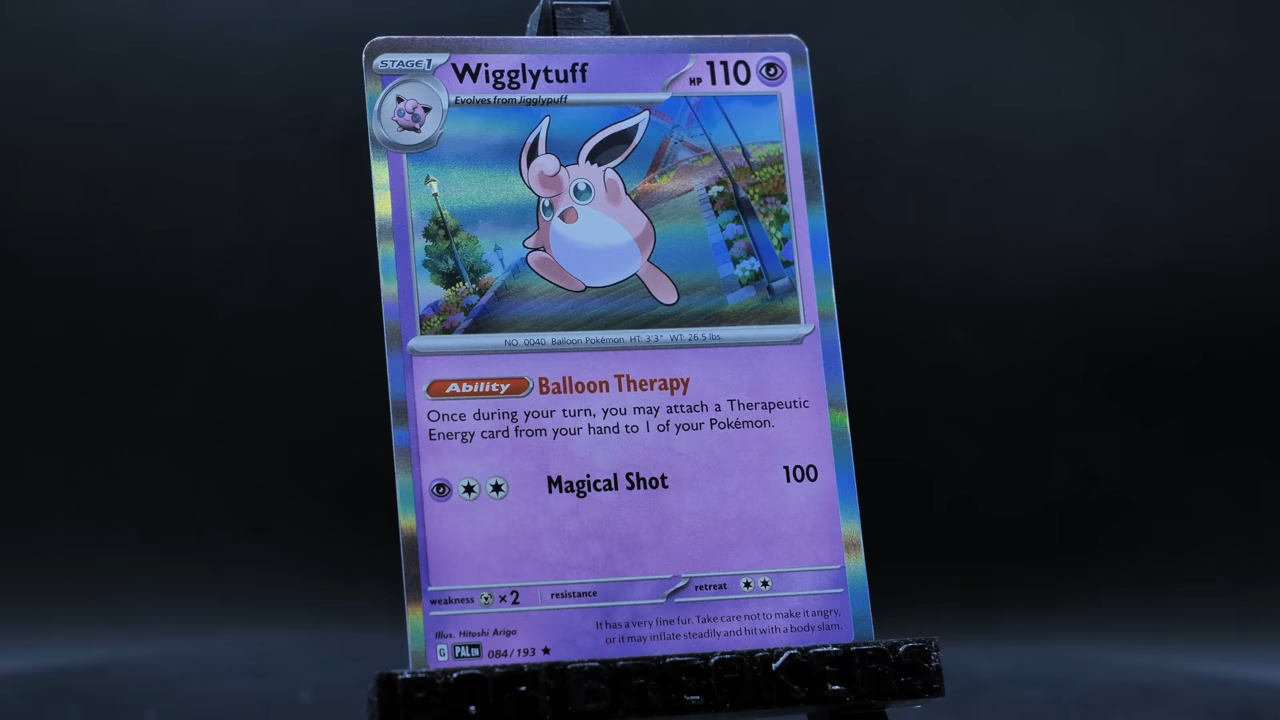 STAGE1
Wigglytuff
HP 110
Evolves from Jigglypuff
NO. 0040 Balloon Pokémon HT: 3'3" WT: 26.5 lbs.
Ability Balloon Therapy
Once during your turn, you may attach a Therapeutic
Energy card from your hand to 1 of your Pokémon.
Magical Shot 100
weakness ×2 resistance retreat
It has a very fine fur. Take care not to make it angry,
or it may inflate steadily and hit with a body slam.
Illus. Hitoshi Ariga
G PAL EN 084/193 ★